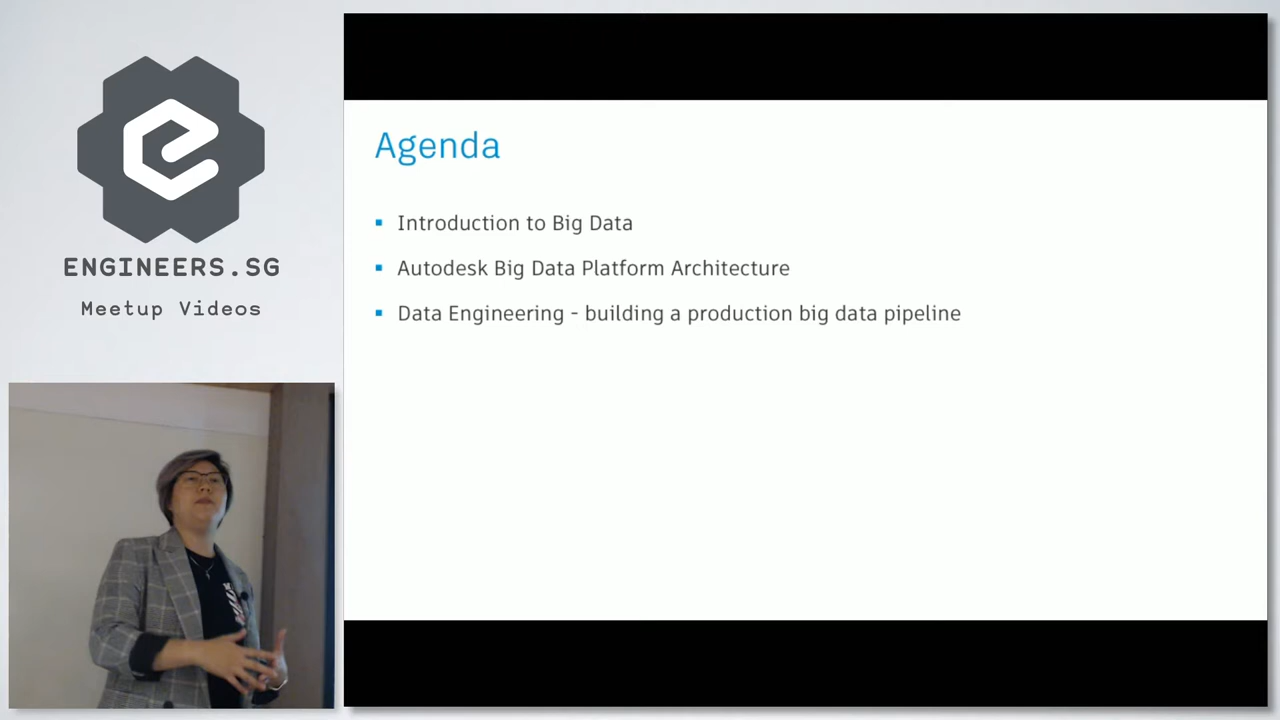 ENGINEERS.SG
Meetup Videos
Agenda
Introduction to Big Data
Autodesk Big Data Platform Architecture
Data Engineering - building a production big data pipeline